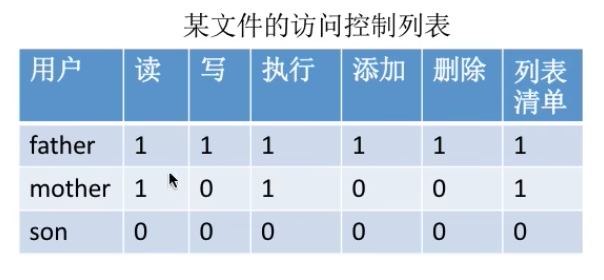 某文件的访问控制列表
用户 读 写 执行 添加 删除 列表
清单
father 1 1 1 1 1 1
mother 1 0 1 0 0 1
son 0 0 0 0 0 0